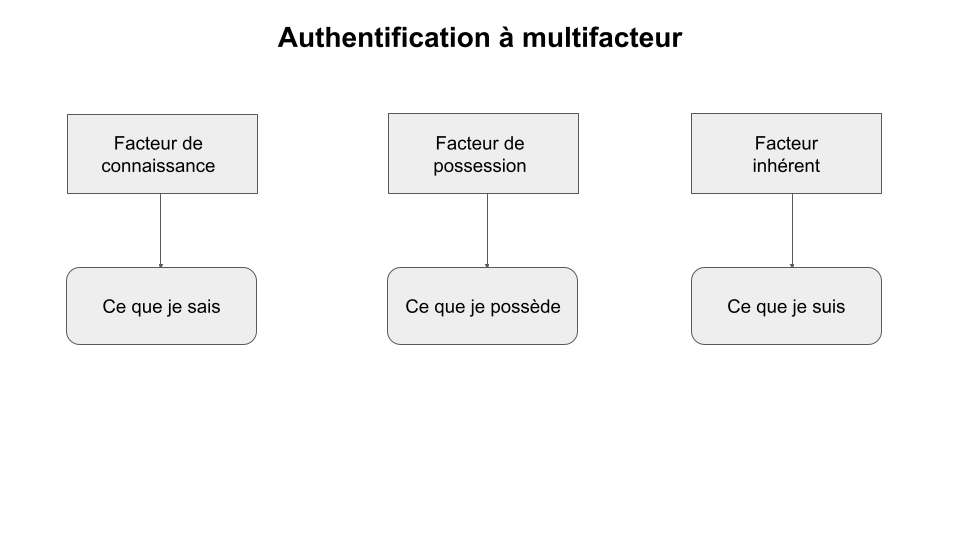 Authentification à multifacteur
Facteur de
connaissance
Facteur de
possession
Facteur
inhérent
Ce que je sais
Ce que je possède
Ce que je suis